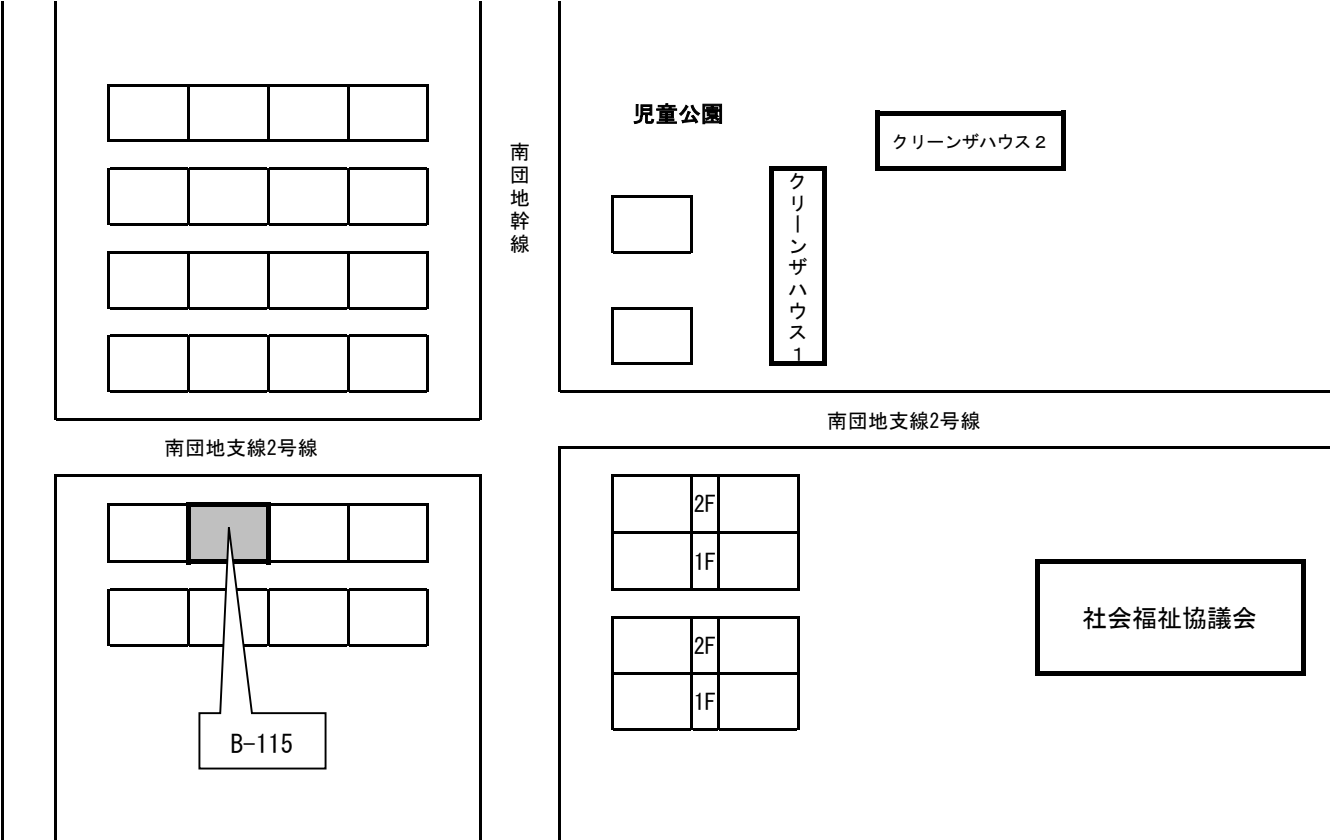 児童公園
クリーンザハウス２
南団地幹線
クリーンザハウス１
南団地支線2号線
南団地支線2号線
2F
1F
社会福祉協議会
2F
1F
B-115